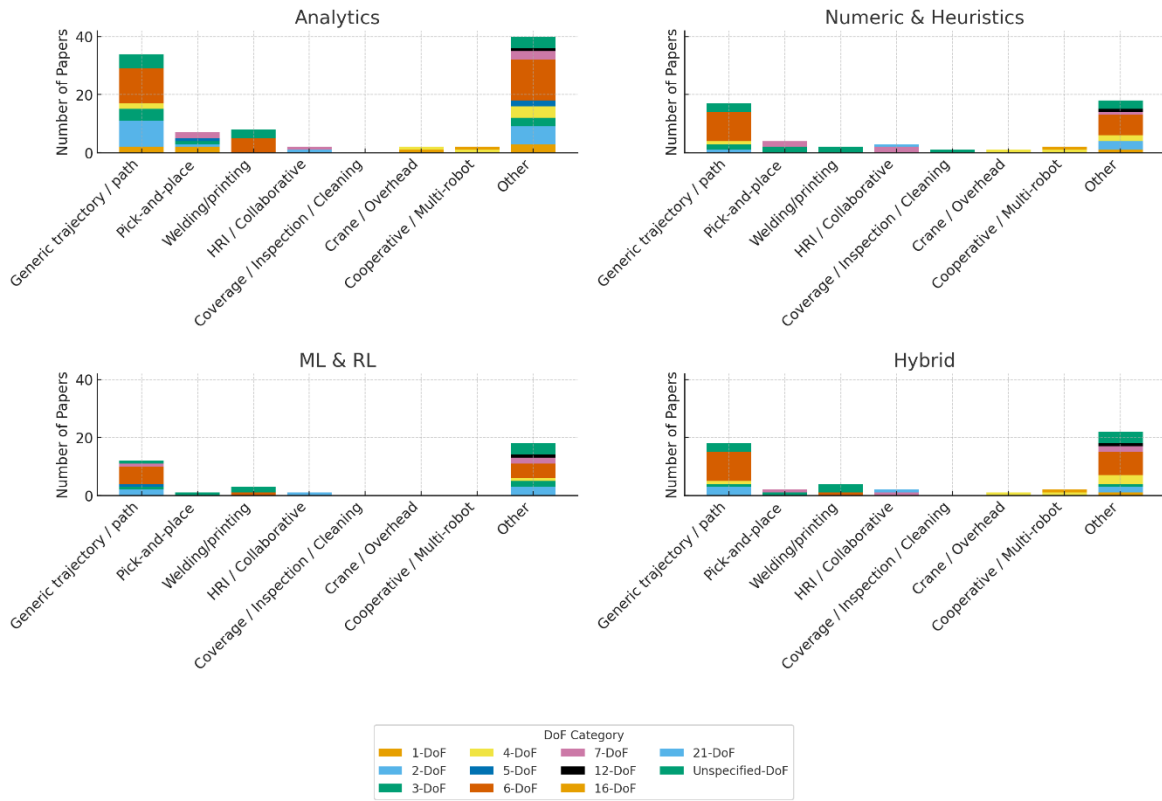 Analytics
Number of Papers
40
20
0
Generic trajectory / path
Pick-and-place
Welding/printing
HRI / Collaborative
Coverage / Inspection / Cleaning
Crane / Overhead
Cooperative / Multi-robot
Other
Numeric & Heuristics
Number of Papers
40
20
0
Generic trajectory / path
Pick-and-place
Welding/printing
HRI / Collaborative
Coverage / Inspection / Cleaning
Crane / Overhead
Cooperative / Multi-robot
Other
ML & RL
Number of Papers
40
20
0
Generic trajectory / path
Pick-and-place
Welding/printing
HRI / Collaborative
Coverage / Inspection / Cleaning
Crane / Overhead
Cooperative / Multi-robot
Other
Hybrid
Number of Papers
40
20
0
Generic trajectory / path
Pick-and-place
Welding/printing
HRI / Collaborative
Coverage / Inspection / Cleaning
Crane / Overhead
Cooperative / Multi-robot
Other
DoF Category
1-DoF
2-DoF
3-DoF
4-DoF
5-DoF
6-DoF
7-DoF
12-DoF
16-DoF
21-DoF
Unspecified-DoF